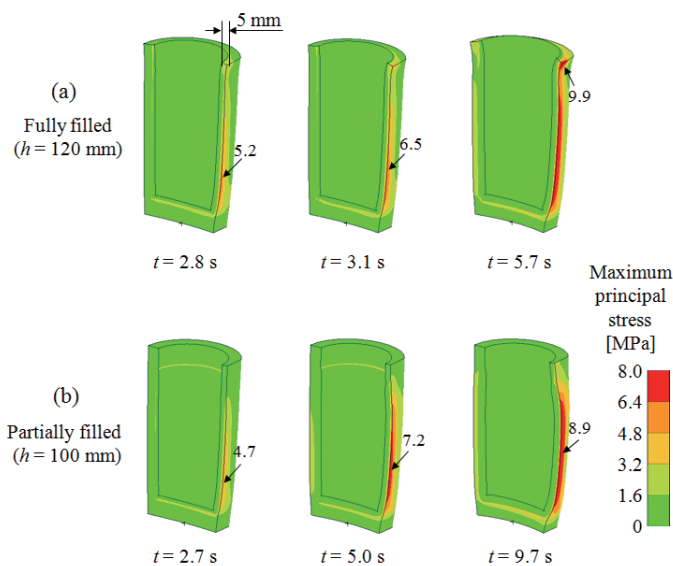 5 mm
(a)
Fully filled
(h = 120 mm)
5.2
6.5
9.9
t = 2.8 s
t = 3.1 s
t = 5.7 s
Maximum
principal
stress
[MPa]
8.0
6.4
4.8
3.2
1.6
0
(b)
Partially filled
(h = 100 mm)
4.7
7.2
8.9
t = 2.7 s
t = 5.0 s
t = 9.7 s